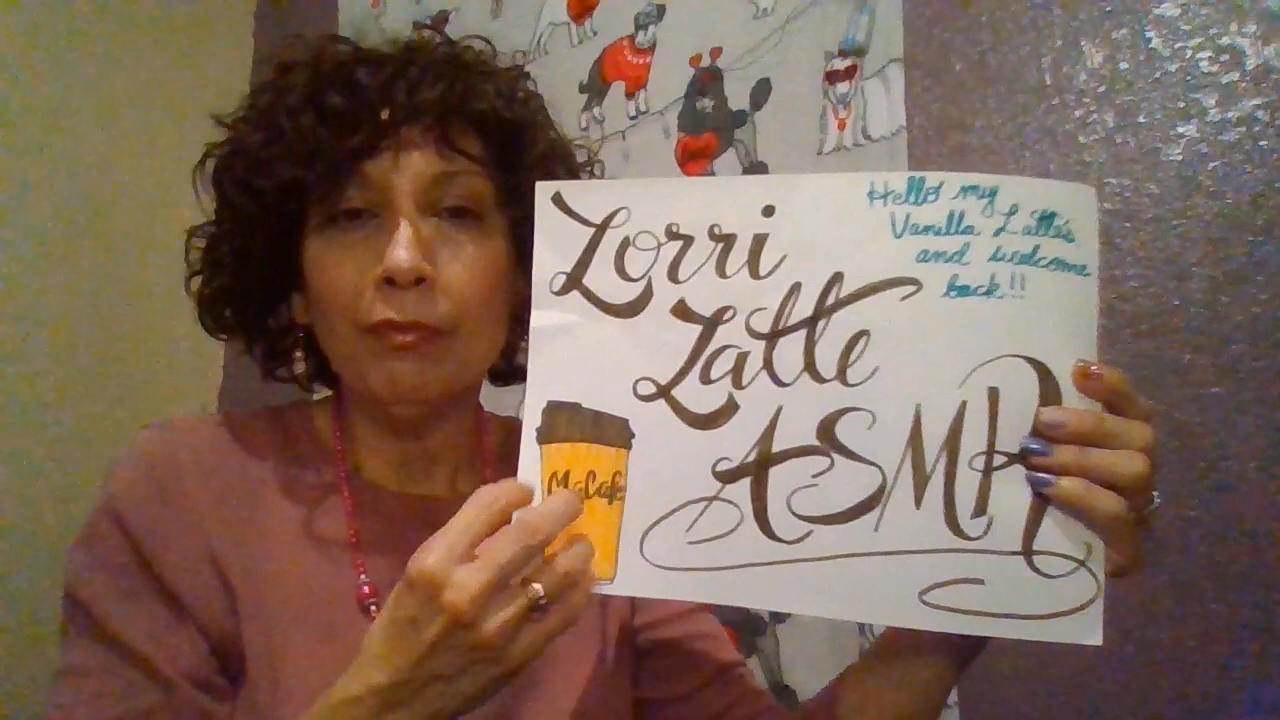 Lorri
Latte
ASMR
Hello my
Vanilla Latte's
and welcome
back!!
McCafe